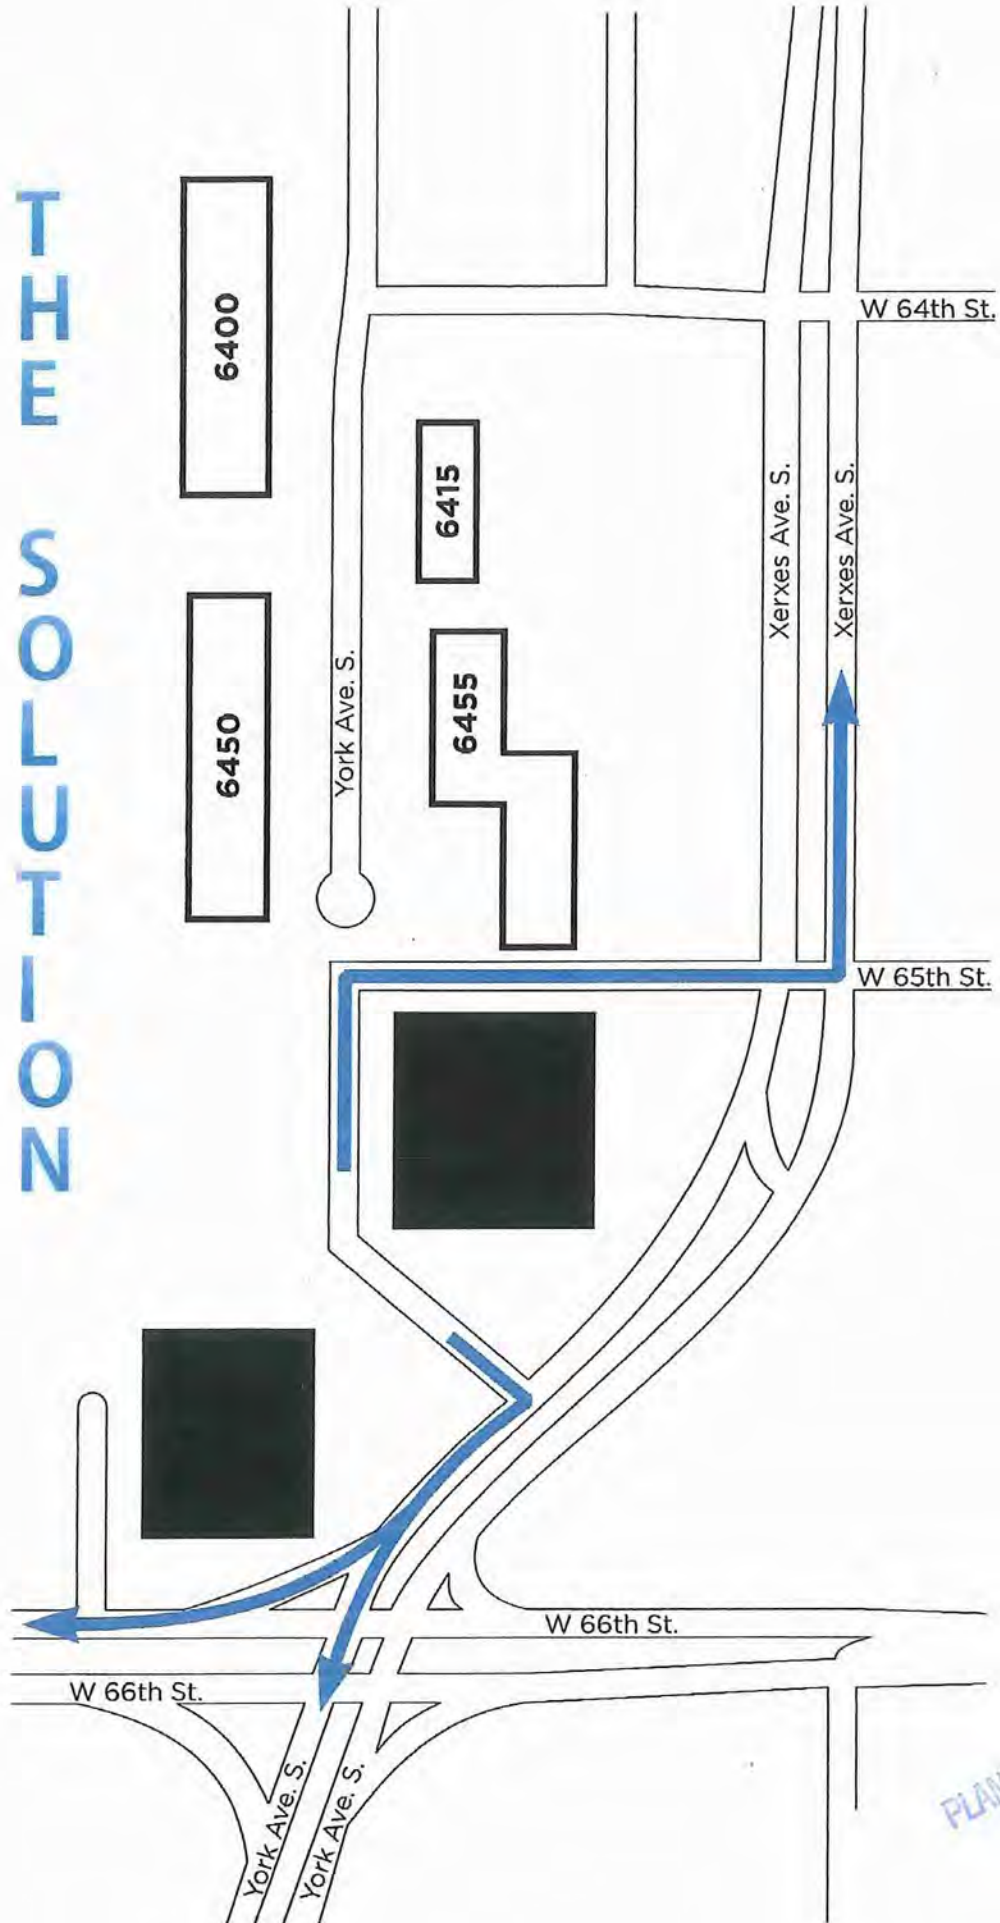 THE SOLUTION
6400
W 64th St.
6415
Xerxes Ave. S.
Xerxes Ave. S.
6450
York Ave. S.
6455
W 65th St.
W 66th St.
W 66th St.
York Ave. S.
York Ave. S.
PLAN